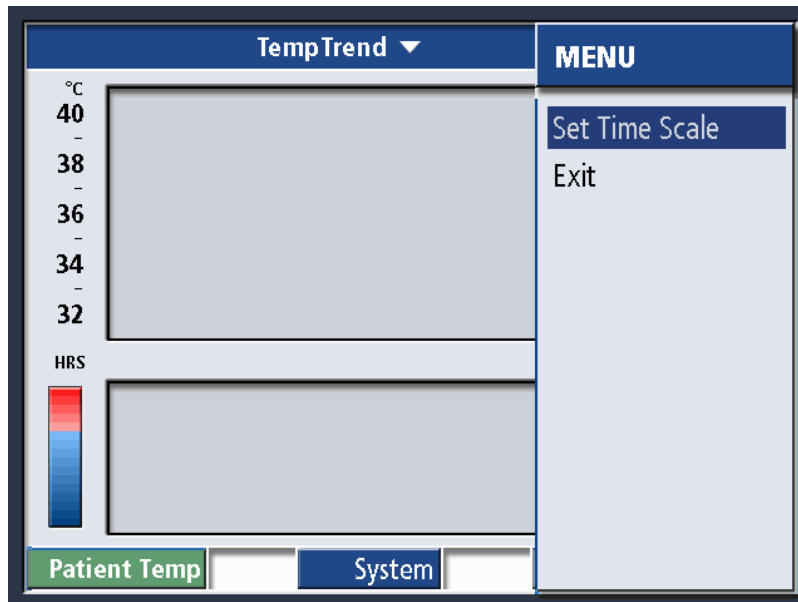 TempTrend
MENU
°C
40
38
36
34
32
HRS
Set Time Scale
Exit
Patient Temp
System